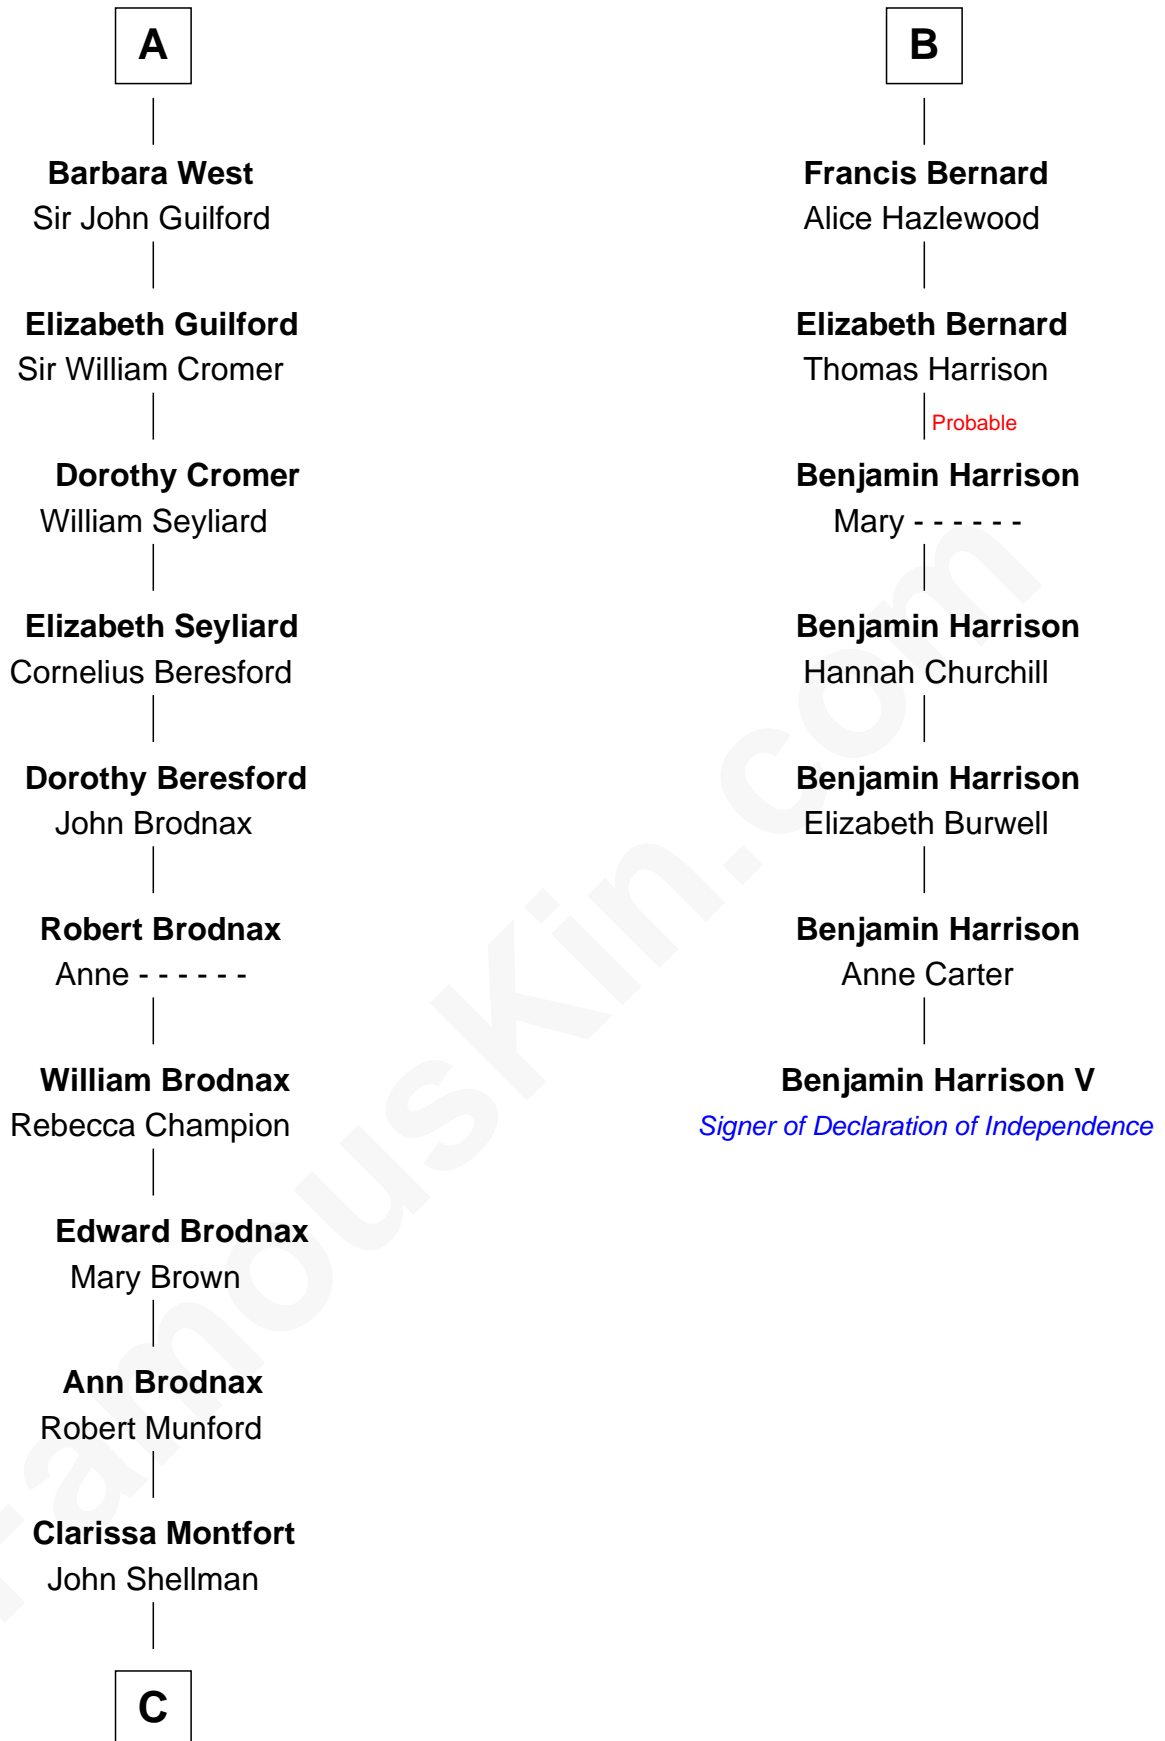 A
Barbara West
Sir John Guilford
Elizabeth Guilford
Sir William Cromer
Dorothy Cromer
William Seyliard
Elizabeth Seyliard
Cornelius Beresford
Dorothy Beresford
John Brodnax
Robert Brodnax
Anne - - - - - -
William Brodnax
Rebecca Champion
Edward Brodnax
Mary Brown
Ann Brodnax
Robert Munford
Clarissa Montfort
John Shellman
C
B
Francis Bernard
Alice Hazlewood
Elizabeth Bernard
Thomas Harrison
Probable
Benjamin Harrison
Mary - - - - - -
Benjamin Harrison
Hannah Churchill
Benjamin Harrison
Elizabeth Burwell
Benjamin Harrison
Anne Carter
Benjamin Harrison V
Signer of Declaration of Independence
FamousKin.com